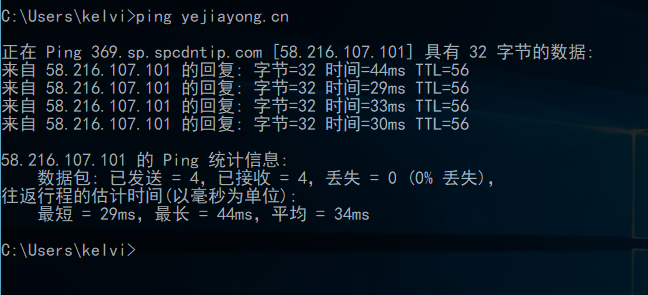 C:\Users\kelvi>ping yejiayong.cn
正在 Ping 369.sp.spcdntip.com [58.216.107.101] 具有 32 字节的数据:
来自 58.216.107.101 的回复: 字节=32 时间=44ms TTL=56
来自 58.216.107.101 的回复: 字节=32 时间=29ms TTL=56
来自 58.216.107.101 的回复: 字节=32 时间=33ms TTL=56
来自 58.216.107.101 的回复: 字节=32 时间=30ms TTL=56
58.216.107.101 的 Ping 统计信息:
数据包: 已发送 = 4，已接收 = 4，丢失 = 0 (0% 丢失)，
往返行程的估计时间(以毫秒为单位):
最短 = 29ms，最长 = 44ms，平均 = 34ms
C:\Users\kelvi>